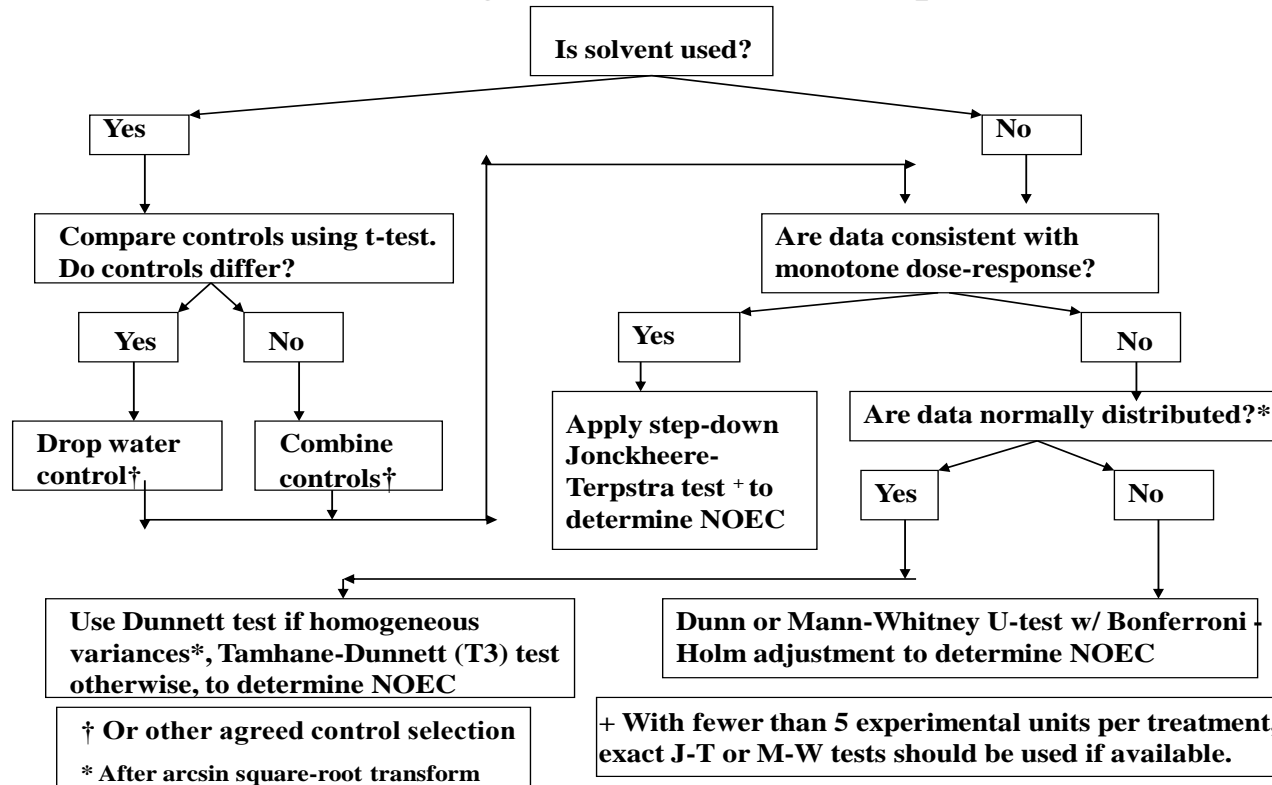 Is solvent used?
Yes
No
Compare controls using t-test.
Do controls differ?
Are data consistent with
monotone dose-response?
Yes
No
Yes
No
Drop water
control†
Combine
controls†
Apply step-down
Jonckheere-
Terpstra test + to
determine NOEC
Are data normally distributed?*
Yes
No
Use Dunnett test if homogeneous
variances*, Tamhane-Dunnett (T3) test
otherwise, to determine NOEC
Dunn or Mann-Whitney U-test w/ Bonferroni -
Holm adjustment to determine NOEC
† Or other agreed control selection
* After arcsin square-root transform
+ With fewer than 5 experimental units per treatment,
exact J-T or M-W tests should be used if available.